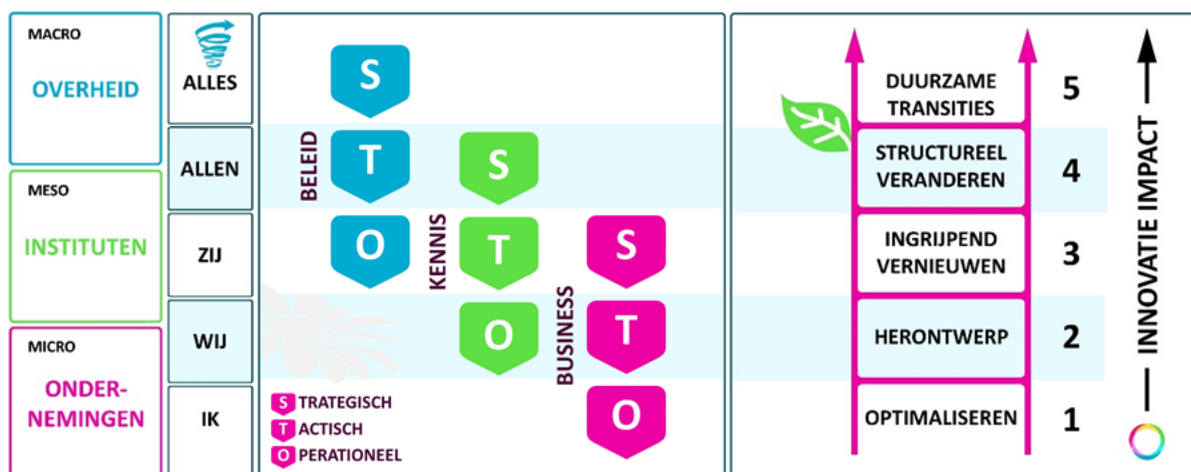 MACRO
OVERHEID
MESO
INSTITUTEN
MICRO
ONDER-
NEMINGEN
ALLES
ALLEN
ZIJ
WIJ
IK
BELEID
S
T
O
KENNIS
S
T
O
BUSINESS
S
T
O
S TRATEGISCH
T ACTISCH
O PERATIONEEL
DUURZAME
TRANSITIES
5
STRUCTUREEL
VERANDEREN
4
INGRIJPEND
VERNIEUWEN
3
HERONTWERP
2
OPTIMALISEREN
1
INNOVATIE IMPACT